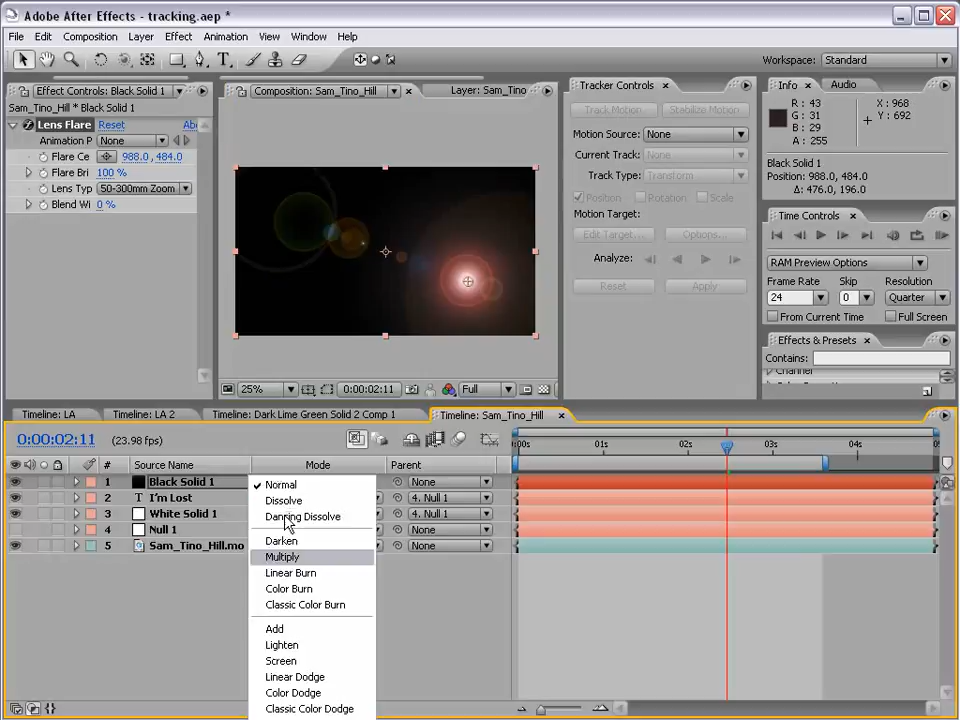 Adobe After Effects - tracking.aep *
File Edit Composition Layer Effect Animation View Window Help
Workspace: Standard
Effect Controls: Black Solid 1
Sam_Tino_Hill * Black Solid 1
Lens Flare Reset Ab
Animation P None
Flare Ce 988.0, 484.0
Flare Bri 100 %
Lens Typ 50-300mm Zoom
Blend Wi 0 %
Composition: Sam_Tino_Hill
Layer: Sam_Tino
25% 0:00:02:11 Full
Tracker Controls
Track Motion Stabilize Motion
Motion Source: None
Current Track: None
Track Type: Transform
Position Rotation Scale
Motion Target:
Edit Target... Options...
Analyze:
Reset Apply
Info Audio
R : 43
G : 31
B : 29
A : 255
X : 968
Y : 692
Black Solid 1
Position: 988.0, 484.0
Δ: 476.0, 196.0
Time Controls
RAM Preview Options
Frame Rate Skip Resolution
24 0 Quarter
From Current Time Full Screen
Effects & Presets
Contains:
Channel
Timeline: LA Timeline: LA 2 Timeline: Dark Lime Green Solid 2 Comp 1 Timeline: Sam_Tino_Hill
0:00:02:11 (23.98 fps)
:00s 01s 02s 03s 04s
# Source Name Mode Parent
1 Black Solid 1 None
2 T I'm Lost 4. Null 1
3 White Solid 1 4. Null 1
4 Null 1 None
5 Sam_Tino_Hill.mo None
Normal
Dissolve
Dancing Dissolve
Darken
Multiply
Linear Burn
Color Burn
Classic Color Burn
Add
Lighten
Screen
Linear Dodge
Color Dodge
Classic Color Dodge